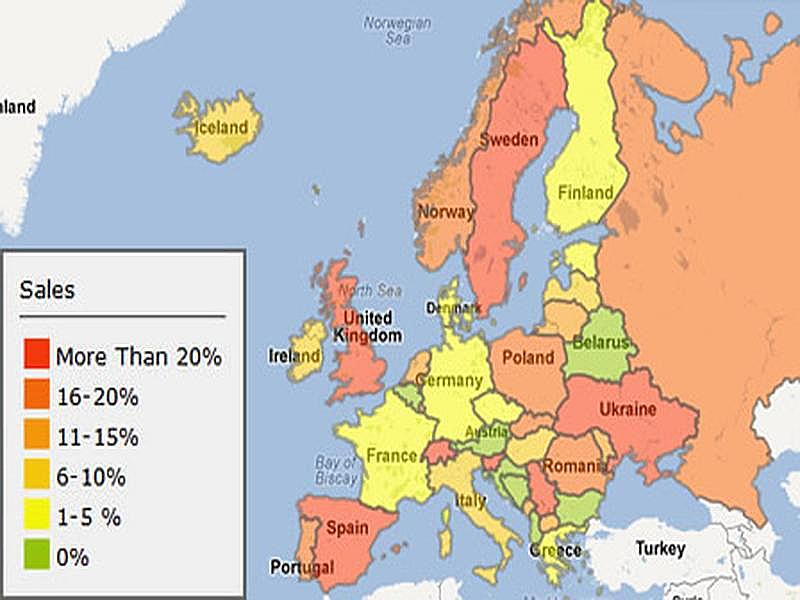 Norwegian
Sea
aland
Iceland
Sweden
Finland
Norway
North Sea
Denmark
United
Kingdom
Ireland
Belarus
Poland
Germany
Ukraine
Austria
France
Bay of
Biscay
Romania
Italy
Spain
Greece
Turkey
Portugal
Sales
More Than 20%
16-20%
11-15%
6-10%
1-5 %
0%